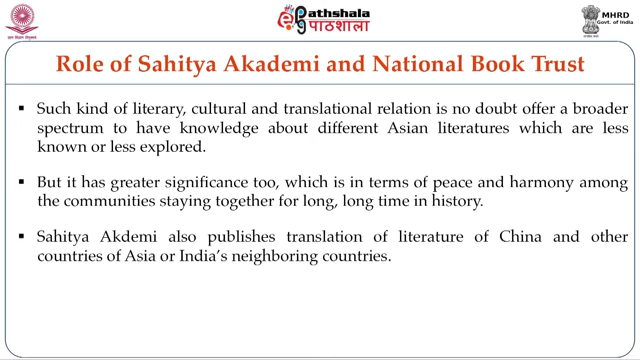 Pathshala
पाठशाला
MHRD
Govt. of India
Role of Sahitya Akademi and National Book Trust
Such kind of literary, cultural and translational relation is no doubt offer a broader
spectrum to have knowledge about different Asian literatures which are less
known or less explored.
But it has greater significance too, which is in terms of peace and harmony among
the communities staying together for long, long time in history.
Sahitya Akdemi also publishes translation of literature of China and other
countries of Asia or India's neighboring countries.